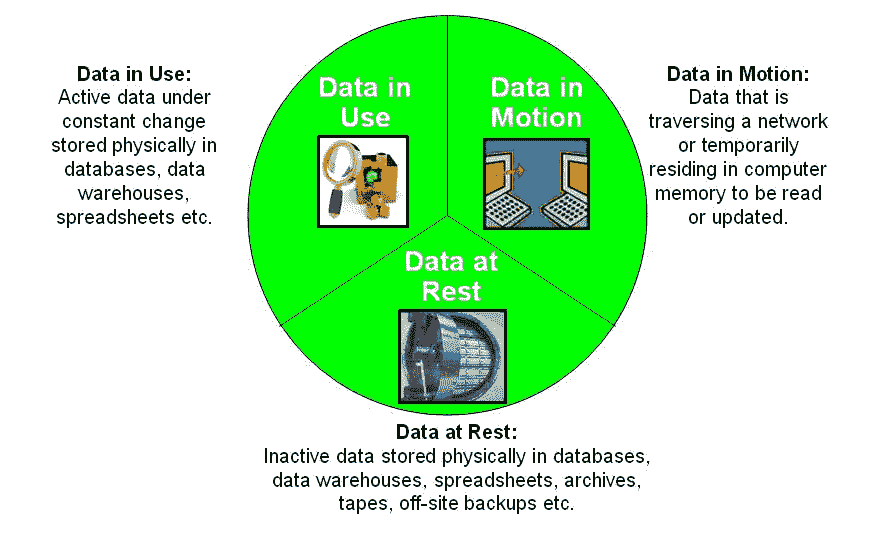 Data in Use:
Active data under
constant change
stored physically in
databases, data
warehouses,
spreadsheets etc.
Data in
Use
Data in
Motion
Data in Motion:
Data that is
traversing a network
or temporarily
residing in computer
memory to be read
or updated.
Data at
Rest
Data at Rest:
Inactive data stored physically in databases,
data warehouses, spreadsheets, archives,
tapes, off-site backups etc.